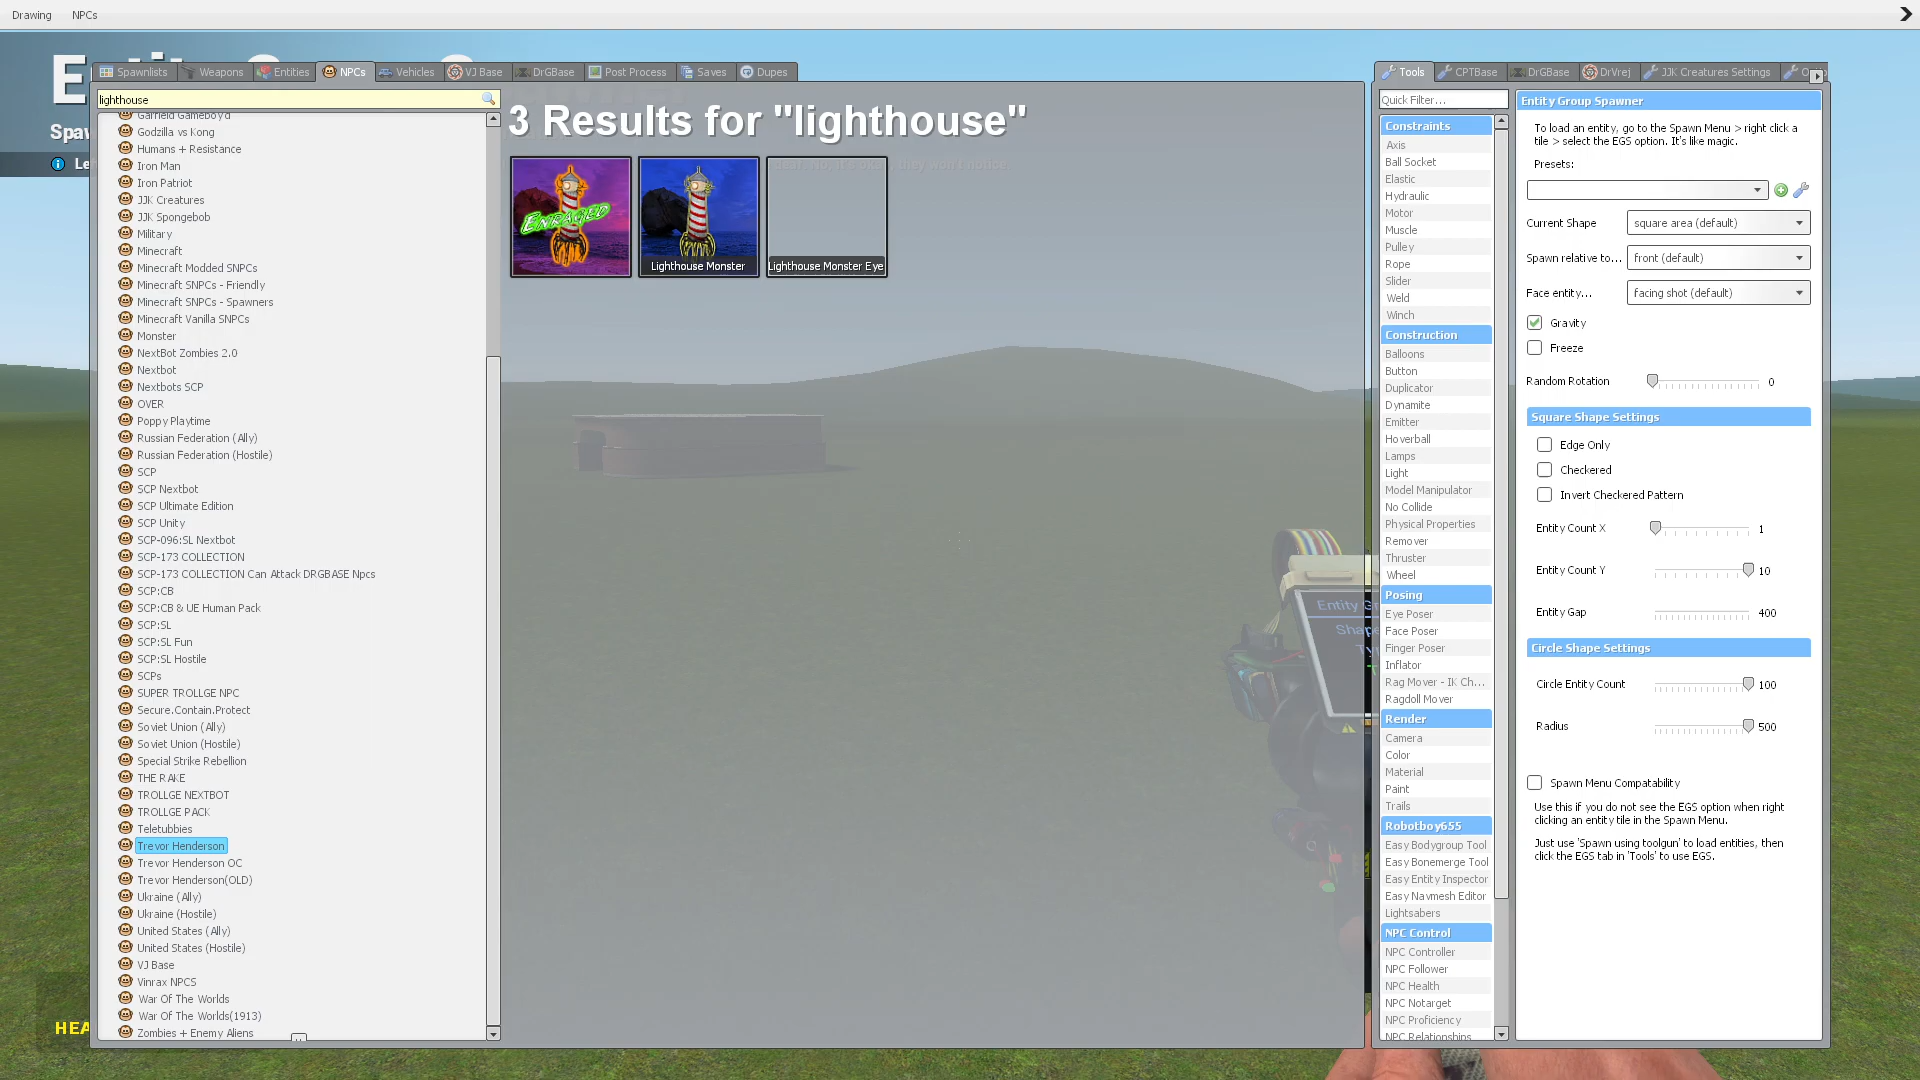 Drawing
NPCs
Spawnlists
Weapons
Entities
NPCs
Vehicles
VJ Base
DrGBase
Post Process
Saves
Dupes
lighthouse
Garfield Gameboy'd
Godzilla vs Kong
Humans + Resistance
Iron Man
Iron Patriot
JJK Creatures
JJK Spongebob
Military
Minecraft
Minecraft Modded SNPCs
Minecraft SNPCs - Friendly
Minecraft SNPCs - Spawners
Minecraft Vanilla SNPCs
Monster
NextBot Zombies 2.0
Nextbot
Nextbots SCP
OVER
Poppy Playtime
Russian Federation (Ally)
Russian Federation (Hostile)
SCP
SCP Nextbot
SCP Ultimate Edition
SCP Unity
SCP-096:SL Nextbot
SCP-173 COLLECTION
SCP-173 COLLECTION Can Attack DRGBASE Npcs
SCP:CB
SCP:CB & UE Human Pack
SCP:SL
SCP:SL Fun
SCP:SL Hostile
SCPs
SUPER TROLLGE NPC
Secure.Contain.Protect
Soviet Union (Ally)
Soviet Union (Hostile)
Special Strike Rebellion
THE RAKE
TROLLGE NEXTBOT
TROLLGE PACK
Teletubbies
Trevor Henderson
Trevor Henderson OC
Trevor Henderson(OLD)
Ukraine (Ally)
Ukraine (Hostile)
United States (Ally)
United States (Hostile)
VJ Base
Vinrax NPCS
War Of The Worlds
War Of The Worlds(1913)
Zombies + Enemy Aliens
HEA
3 Results for "lighthouse"
they won't notice
ENRAGED
Lighthouse Monster
Lighthouse Monster Eye
Entity G
Shap
Ty
Tools
CPTBase
DrGBase
DrVrej
JJK Creatures Settings
Quick Filter...
Constraints
Axis
Ball Socket
Elastic
Hydraulic
Motor
Muscle
Pulley
Rope
Slider
Weld
Winch
Construction
Balloons
Button
Duplicator
Dynamite
Emitter
Hoverball
Lamps
Light
Model Manipulator
No Collide
Physical Properties
Remover
Thruster
Wheel
Posing
Eye Poser
Face Poser
Finger Poser
Inflator
Rag Mover - IK Ch...
Ragdoll Mover
Render
Camera
Color
Material
Paint
Trails
Robotboy655
Easy Bodygroup Tool
Easy Bonemerge Tool
Easy Entity Inspector
Easy Navmesh Editor
Lightsabers
NPC Control
NPC Controller
NPC Follower
NPC Health
NPC Notarget
NPC Proficiency
NPC Relationships
Entity Group Spawner
To load an entity, go to the Spawn Menu > right click a
tile > select the EGS option. It's like magic.
Presets:
Current Shape
square area (default)
Spawn relative to...
front (default)
Face entity...
facing shot (default)
Gravity
Freeze
Random Rotation
0
Square Shape Settings
Edge Only
Checkered
Invert Checkered Pattern
Entity Count X
1
Entity Count Y
10
Entity Gap
400
Circle Shape Settings
Circle Entity Count
100
Radius
500
Spawn Menu Compatability
Use this if you do not see the EGS option when right
clicking an entity tile in the Spawn Menu.
Just use 'Spawn using toolgun' to load entities, then
click the EGS tab in 'Tools' to use EGS.